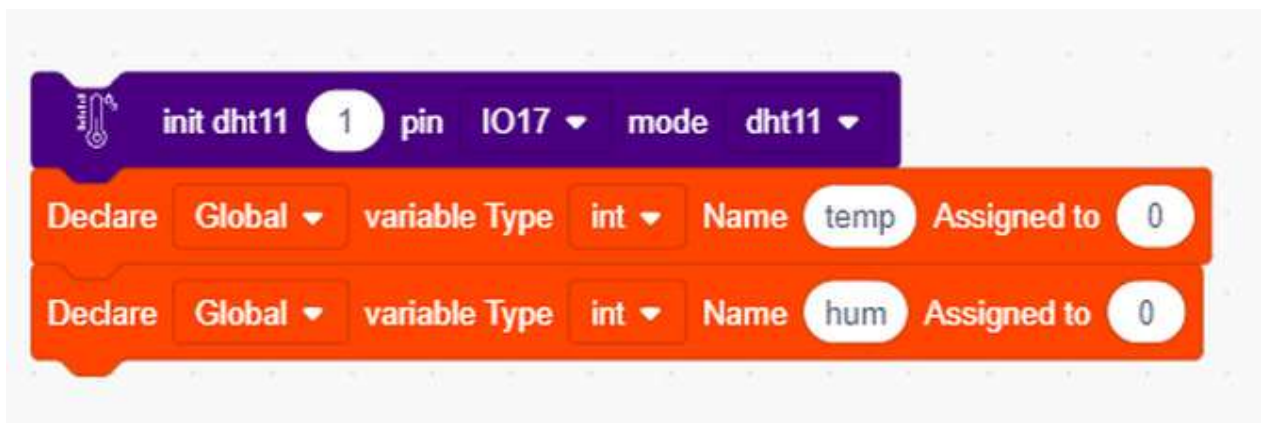 init dht11 1 pin IO17 mode dht11
Declare Global variable Type int Name temp Assigned to 0
Declare Global variable Type int Name hum Assigned to 0